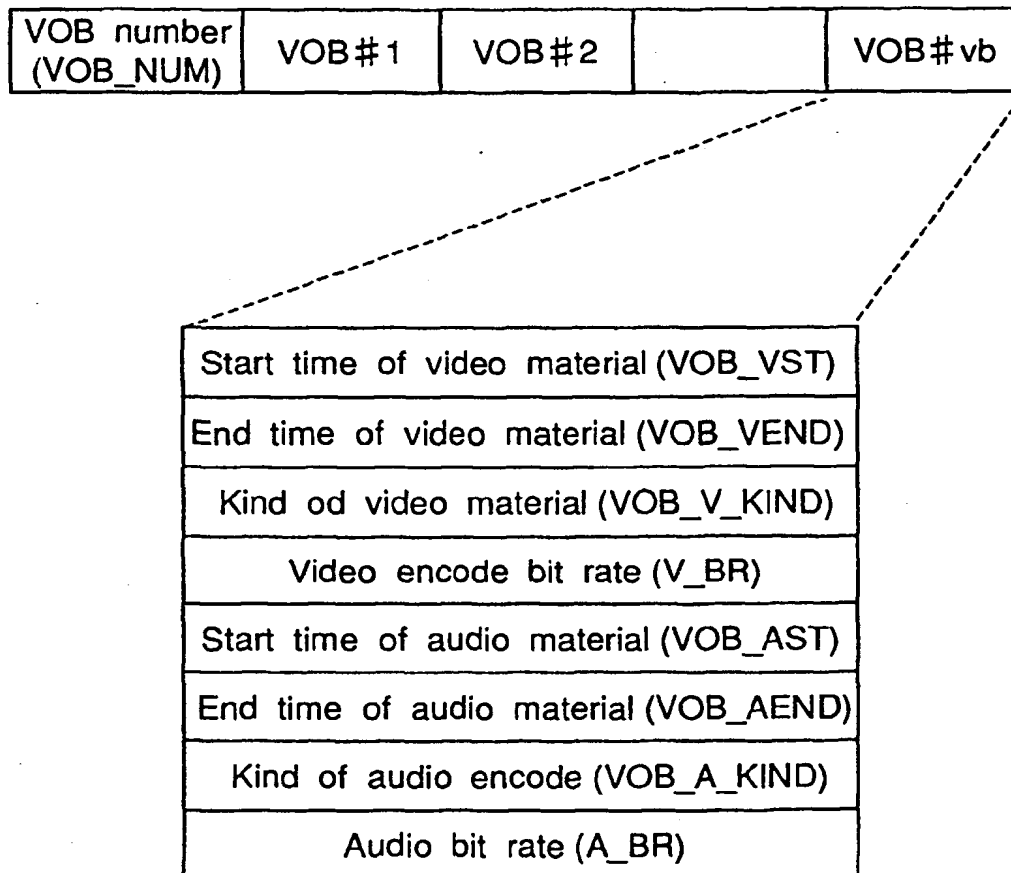 VOB number
(VOB_NUM)
VOB#1
VOB#2
VOB#vb
Start time of video material (VOB_VST)
End time of video material (VOB_VEND)
Kind od video material (VOB_V_KIND)
Video encode bit rate (V_BR)
Start time of audio material (VOB_AST)
End time of audio material (VOB_AEND)
Kind of audio encode (VOB_A_KIND)
Audio bit rate (A_BR)